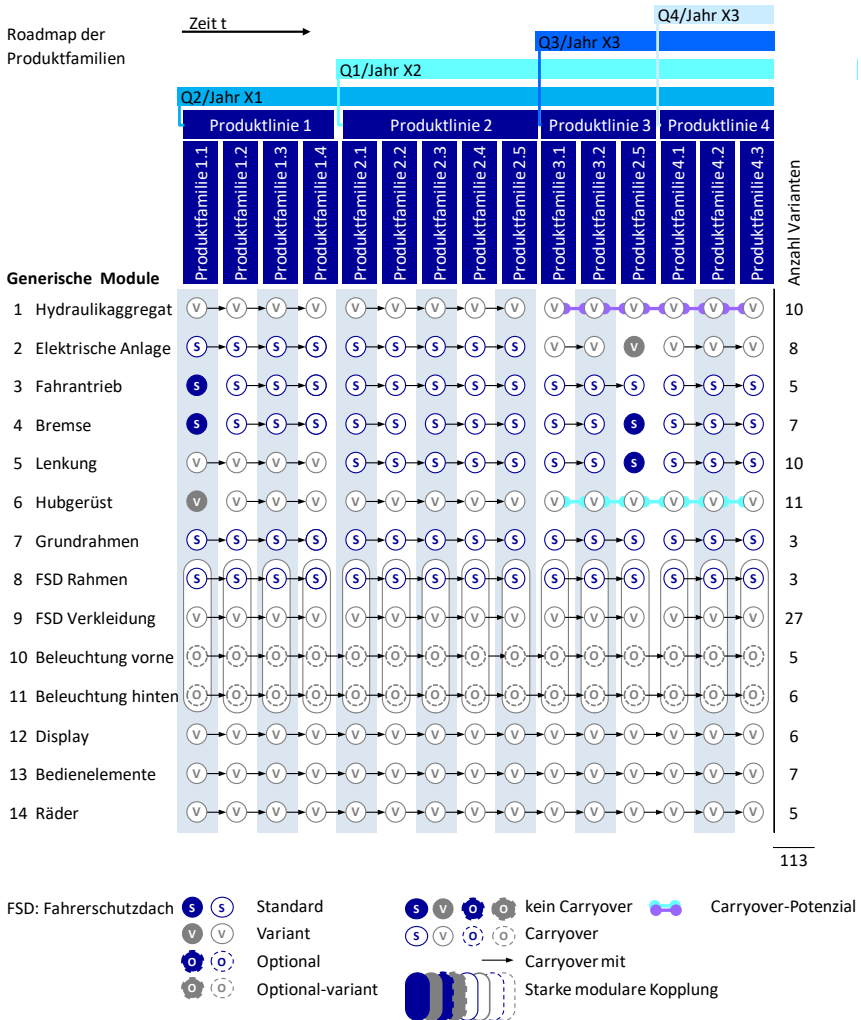 Q4/Jahr X3
Roadmap der
Produktfamilien
Zeit t
Q3/Jahr X3
Q1/Jahr X2
Q2/Jahr X1
Produktlinie 1 Produktlinie 2 Produktlinie 3 Produktlinie 4
Produktfamilie 1.1
Produktfamilie 1.2
Produktfamilie 1.3
Produktfamilie 1.4
Produktfamilie 2.1
Produktfamilie 2.2
Produktfamilie 2.3
Produktfamilie 2.4
Produktfamilie 2.5
Produktfamilie 3.1
Produktfamilie 3.2
Produktfamilie 2.5
Produktfamilie 4.1
Produktfamilie 4.2
Produktfamilie 4.3
Anzahl Varianten
Generische Module
1 Hydraulikaggregat V V V V V V V V V V V V V V V 10
2 Elektrische Anlage S S S S S S S S S V V V V V V 8
3 Fahrantrieb S S S S S S S S S S S S S S S 5
4 Bremse S S S S S S S S S S S S S S S 7
5 Lenkung V V V V S S S S S S S S S S S 10
6 Hubgerüst V V V V V V V V V V V V V V V 11
7 Grundrahmen S S S S S S S S S S S S S S S 3
8 FSD Rahmen S S S S S S S S S S S S S S S 3
9 FSD Verkleidung V V V V V V V V V V V V V V V 27
10 Beleuchtung vorne O O O O O O O O O O O O O O O 5
11 Beleuchtung hinten O O O O O O O O O O O O O O O 6
12 Display V V V V V V V V V V V V V V V 6
13 Bedienelemente V V V V V V V V V V V V V V V 7
14 Räder V V V V V V V V V V V V V V V 5
113
FSD: Fahrerschutzdach S S Standard S V O O kein Carryover Carryover-Potenzial
V V Variant S V O O Carryover
O O Optional Carryover mit
O O Optional-variant Starke modulare Kopplung